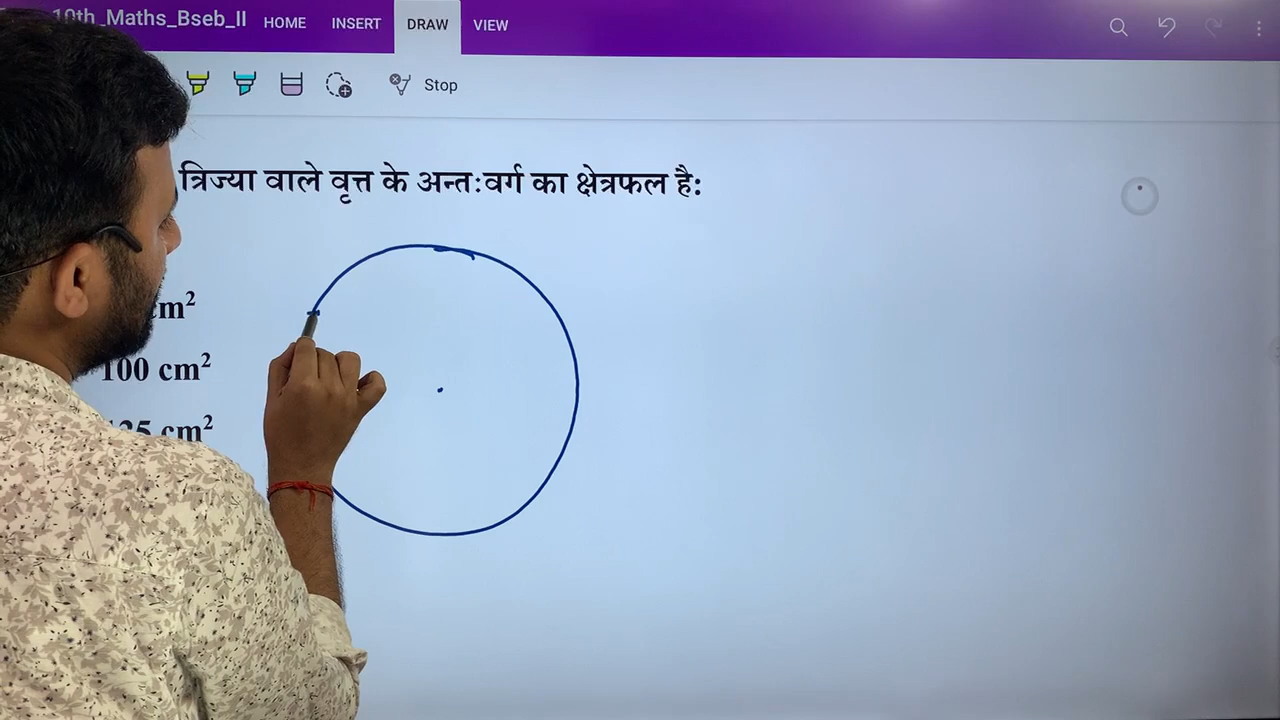 10th_Maths_Bseb_II HOME INSERT DRAW VIEW
Stop
त्रिज्या वाले वृत्त के अन्तःवर्ग का क्षेत्रफल है:
cm²
100 cm²
cm²